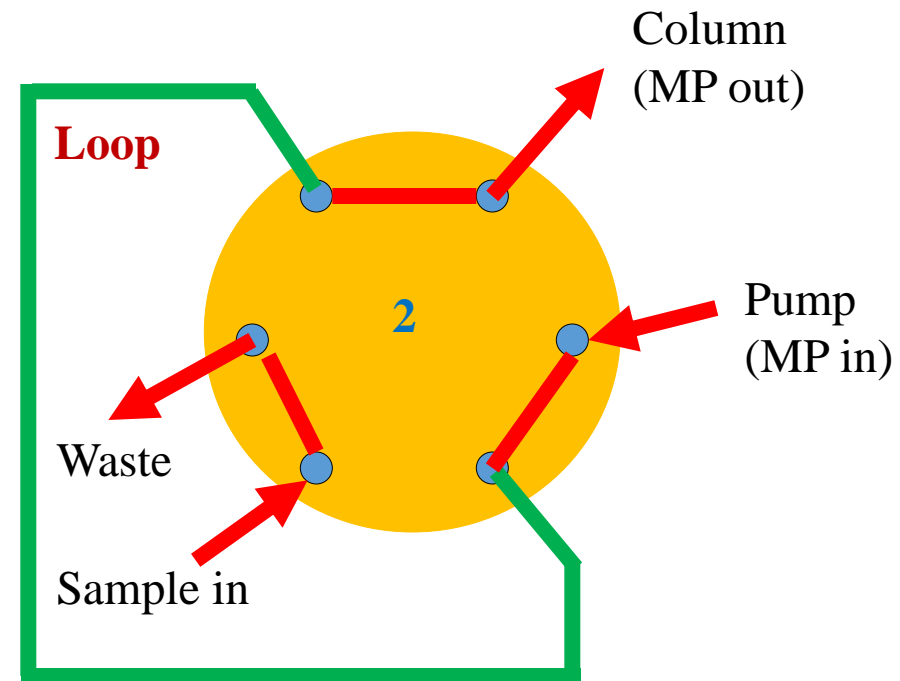 Column
(MP out)
Loop
2
Pump
(MP in)
Waste
Sample in